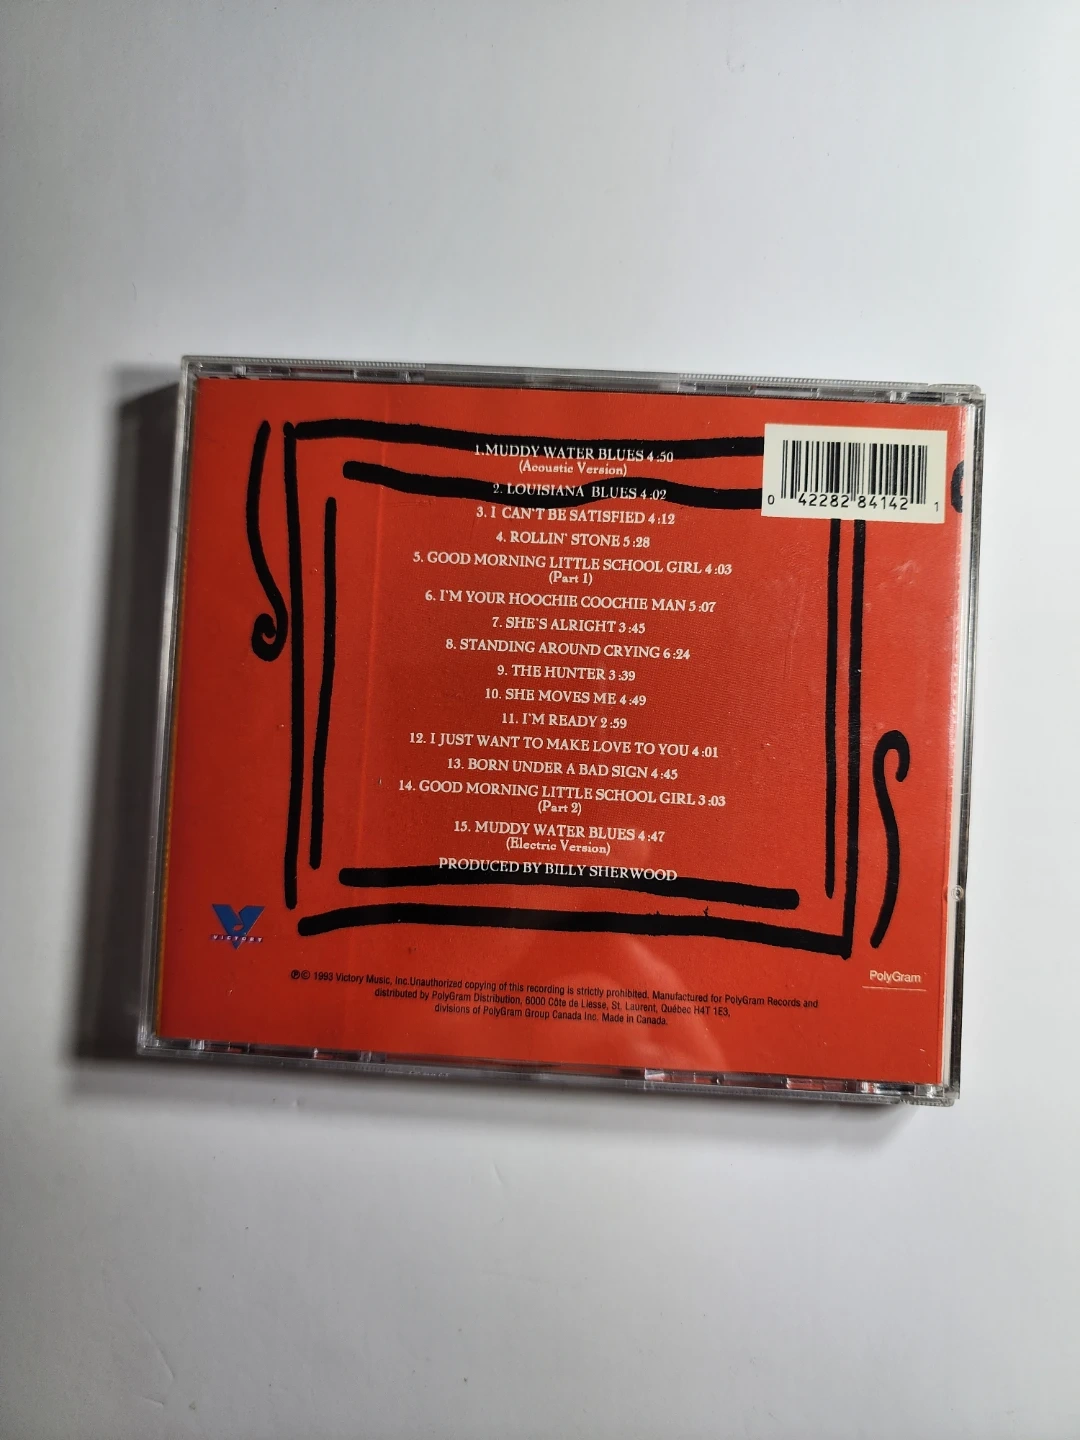 1.MUDDY WATER BLUES 4:50
(Acoustic Version)
2. LOUISIANA BLUES 4:02
3. I CAN'T BE SATISFIED 4:12
4. ROLLIN' STONE 5:28
5. GOOD MORNING LITTLE SCHOOL GIRL 4:03
(Part 1)
6. I'M YOUR HOOCHIE COOCHIE MAN 5:07
7. SHE'S ALRIGHT 3:45
8. STANDING AROUND CRYING 6:24
9. THE HUNTER 3:39
10. SHE MOVES ME 4:49
11. I'M READY 2:59
12. I JUST WANT TO MAKE LOVE TO YOU 4:01
13. BORN UNDER A BAD SIGN 4:45
14. GOOD MORNING LITTLE SCHOOL GIRL 3:03
(Part 2)
15. MUDDY WATER BLUES 4:47
(Electric Version)
PRODUCED BY BILLY SHERWOOD
0 42282 84142 1
VICTORY
℗© 1993 Victory Music, Inc.Unauthorized copying of this recording is strictly prohibited. Manufactured for PolyGram Records and
distributed by PolyGram Distribution, 6000 Côte de Liesse, St. Laurent, Québec H4T 1E3,
divisions of PolyGram Group Canada Inc. Made in Canada.
PolyGram